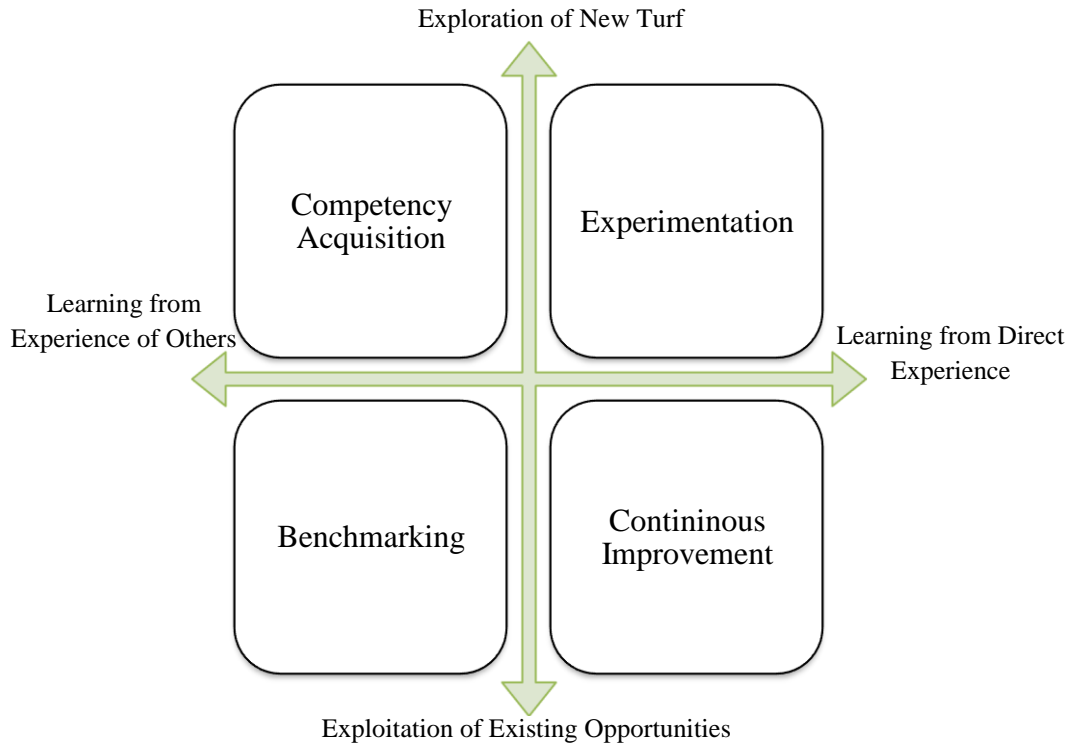 Exploration of New Turf
Competency
Acquisition
Experimentation
Learning from
Experience of Others
Learning from Direct
Experience
Benchmarking
Contininous
Improvement
Exploitation of Existing Opportunities